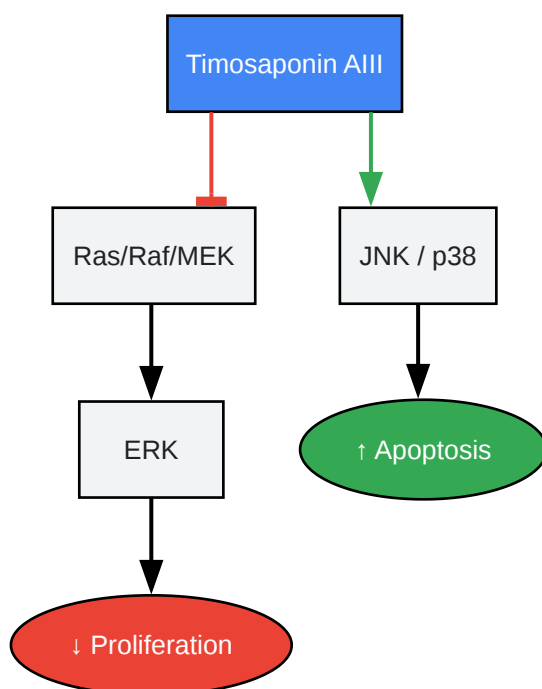 Timosaponin AIII
Ras/Raf/MEK
JNK / p38
ERK
↑ Apoptosis
↓ Proliferation